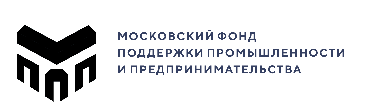 МОСКОВСКИЙ ФОНД
ПОДДЕРЖКИ ПРОМЫШЛЕННОСТИ
И ПРЕДПРИНИМАТЕЛЬСТВА